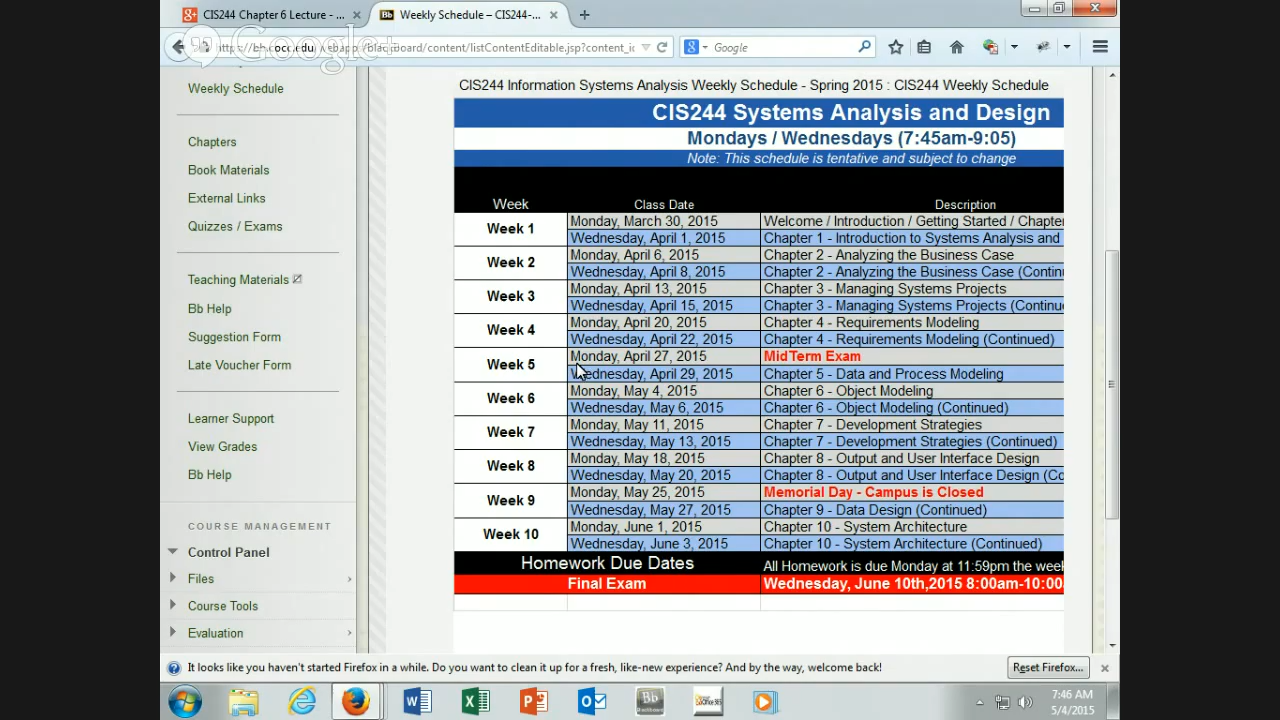 CIS244 Chapter 6 Lecture - ...
Weekly Schedule – CIS244-...
Google+
https://bb.occc.edu/webapps/blackboard/content/listContentEditable.jsp?content_ic
Google
Weekly Schedule
Chapters
Book Materials
External Links
Quizzes / Exams
Teaching Materials
Bb Help
Suggestion Form
Late Voucher Form
Learner Support
View Grades
Bb Help
COURSE MANAGEMENT
Control Panel
Files
Course Tools
Evaluation
CIS244 Information Systems Analysis Weekly Schedule - Spring 2015 : CIS244 Weekly Schedule
CIS244 Systems Analysis and Design
Mondays / Wednesdays (7:45am-9:05)
Note: This schedule is tentative and subject to change
Week Class Date Description
Week 1 Monday, March 30, 2015 Welcome / Introduction / Getting Started / Chapter
Wednesday, April 1, 2015 Chapter 1 - Introduction to Systems Analysis and
Week 2 Monday, April 6, 2015 Chapter 2 - Analyzing the Business Case
Wednesday, April 8, 2015 Chapter 2 - Analyzing the Business Case (Contin
Week 3 Monday, April 13, 2015 Chapter 3 - Managing Systems Projects
Wednesday, April 15, 2015 Chapter 3 - Managing Systems Projects (Continue
Week 4 Monday, April 20, 2015 Chapter 4 - Requirements Modeling
Wednesday, April 22, 2015 Chapter 4 - Requirements Modeling (Continued)
Week 5 Monday, April 27, 2015 MidTerm Exam
Wednesday, April 29, 2015 Chapter 5 - Data and Process Modeling
Week 6 Monday, May 4, 2015 Chapter 6 - Object Modeling
Wednesday, May 6, 2015 Chapter 6 - Object Modeling (Continued)
Week 7 Monday, May 11, 2015 Chapter 7 - Development Strategies
Wednesday, May 13, 2015 Chapter 7 - Development Strategies (Continued)
Week 8 Monday, May 18, 2015 Chapter 8 - Output and User Interface Design
Wednesday, May 20, 2015 Chapter 8 - Output and User Interface Design (Co
Week 9 Monday, May 25, 2015 Memorial Day - Campus is Closed
Wednesday, May 27, 2015 Chapter 9 - Data Design (Continued)
Week 10 Monday, June 1, 2015 Chapter 10 - System Architecture
Wednesday, June 3, 2015 Chapter 10 - System Architecture (Continued)
Homework Due Dates All Homework is due Monday at 11:59pm the week
Final Exam Wednesday, June 10th,2015 8:00am-10:00
It looks like you haven't started Firefox in a while. Do you want to clean it up for a fresh, like-new experience? And by the way, welcome back!
Reset Firefox...
7:46 AM
5/4/2015